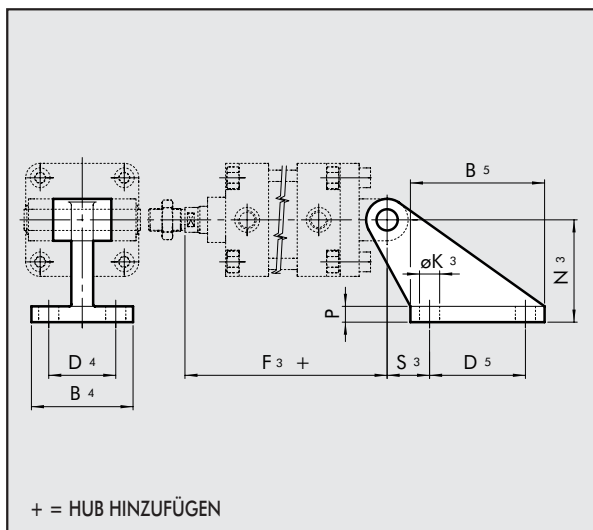 B 5
øK 3
N 3
P
D 4
F 3 +
S 3
D 5
B 4
+ = HUB HINZUFÜGEN